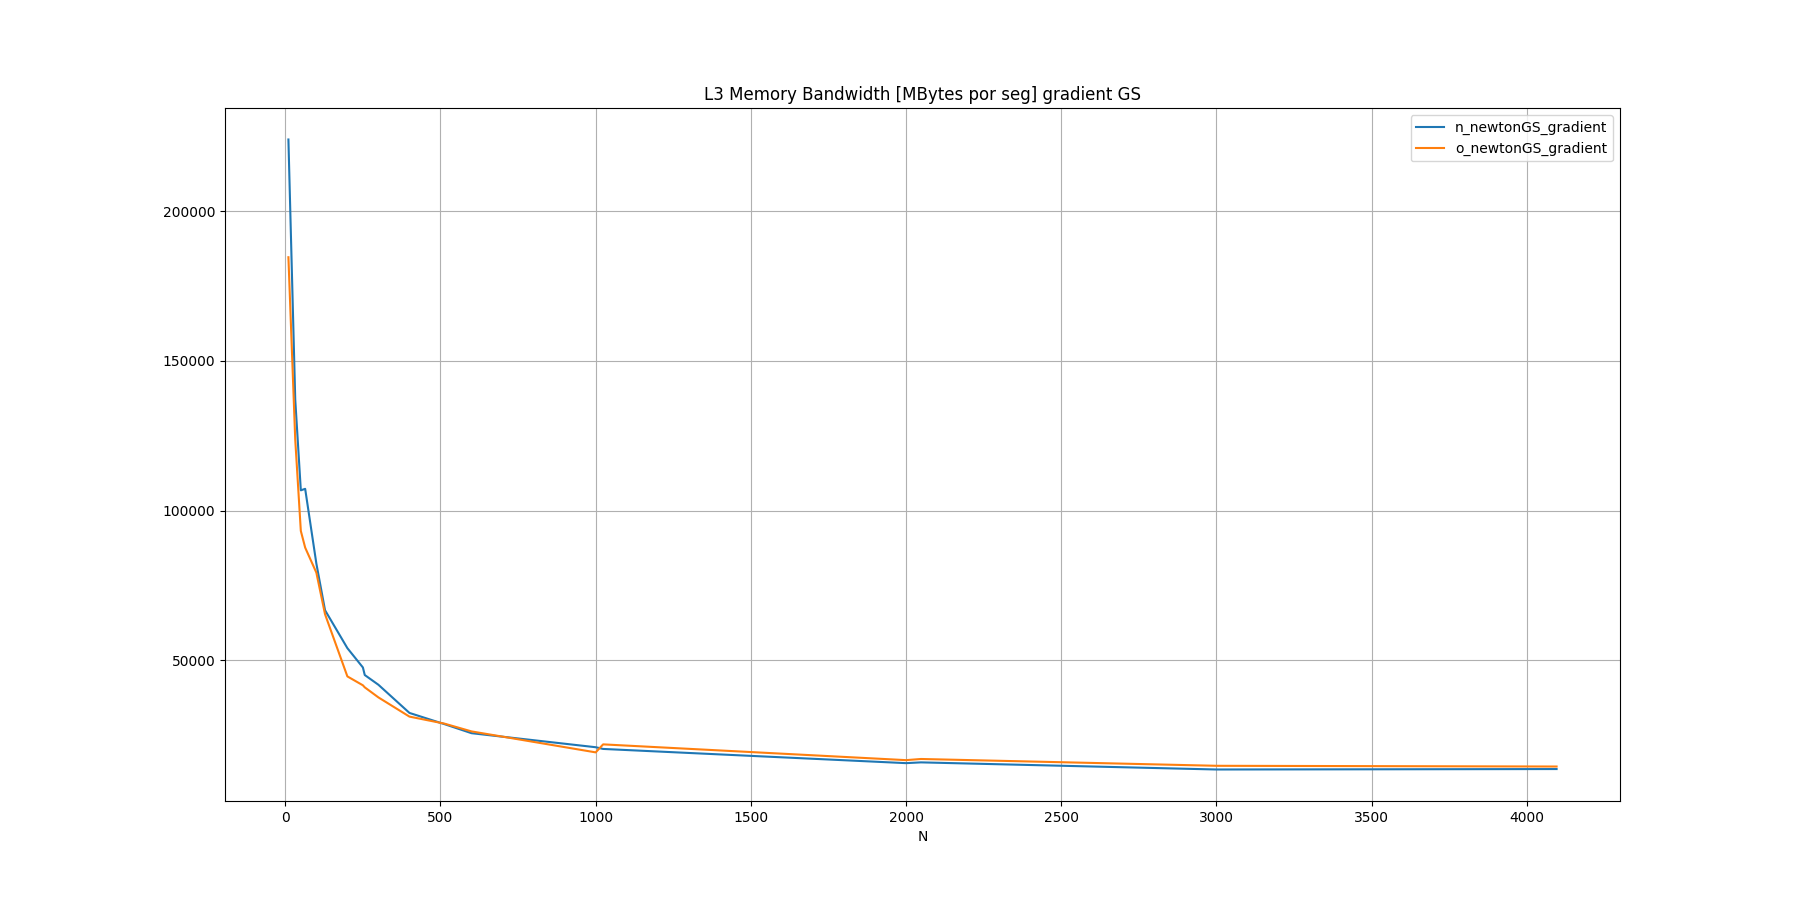 L3 Memory Bandwidth [MBytes por seg] gradient GS
n_newtonGS_gradient
o_newtonGS_gradient
200000
150000
100000
50000
0 500 1000 1500 2000 2500 3000 3500 4000
N